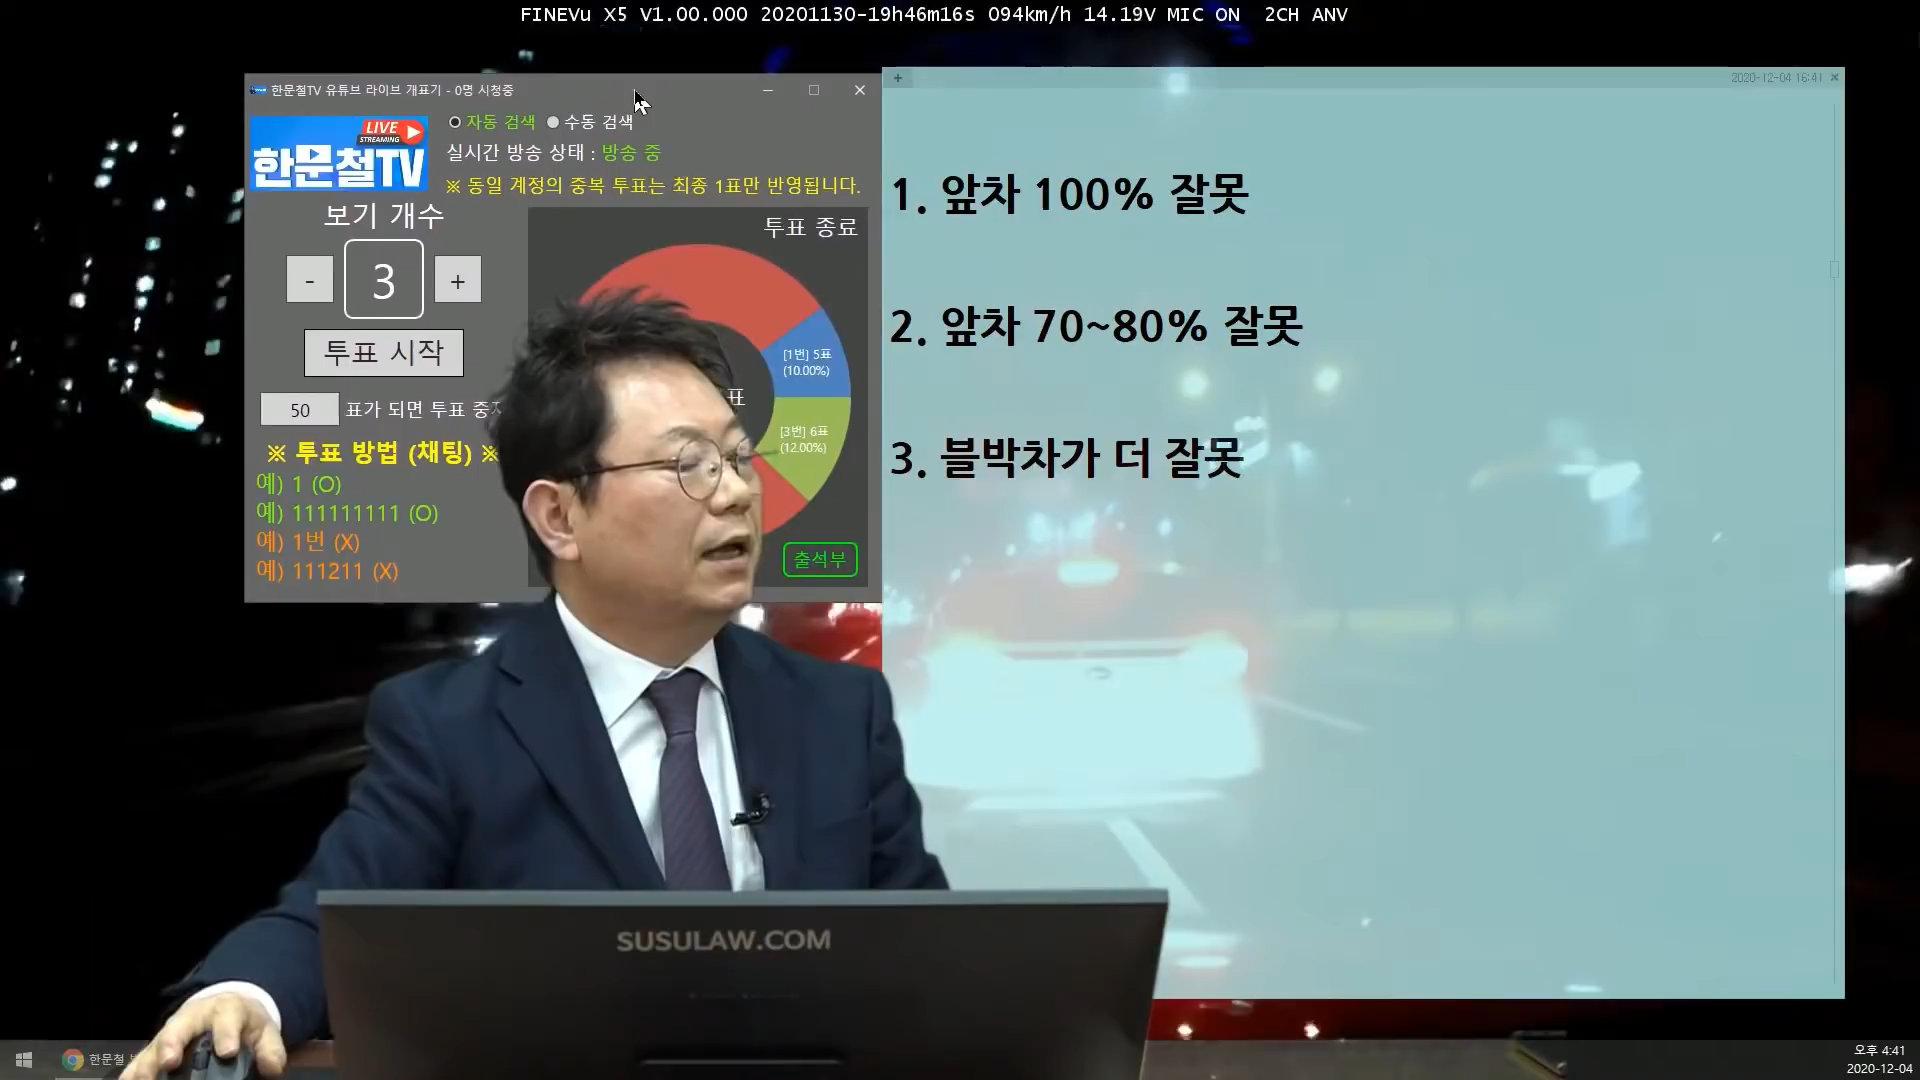 FINEVu X5 V1.00.000 20201130-19h46m16s 094km/h 14.19V MIC ON 2CH ANV
한문철TV 유튜브 라이브 개표기 - 0명 시청중
LIVE
STREAMING
한문철TV
자동 검색 수동 검색
실시간 방송 상태 : 방송 중
※ 동일 계정의 중복 투표는 최종 1표만 반영됩니다.
보기 개수
- 3 +
투표 시작
50 표가 되면 투표 중
※ 투표 방법 (채팅) ※
예) 1 (O)
예) 111111111 (O)
예) 1번 (X)
예) 111211 (X)
투표 종료
[1번] 5표
(10.00%)
표
[3번] 6표
(12.00%)
출석부
+ 2020-12-04 16:41
1. 앞차 100% 잘못
2. 앞차 70~80% 잘못
3. 블박차가 더 잘못
SUSULAW.COM
한문철
오후 4:41
2020-12-04